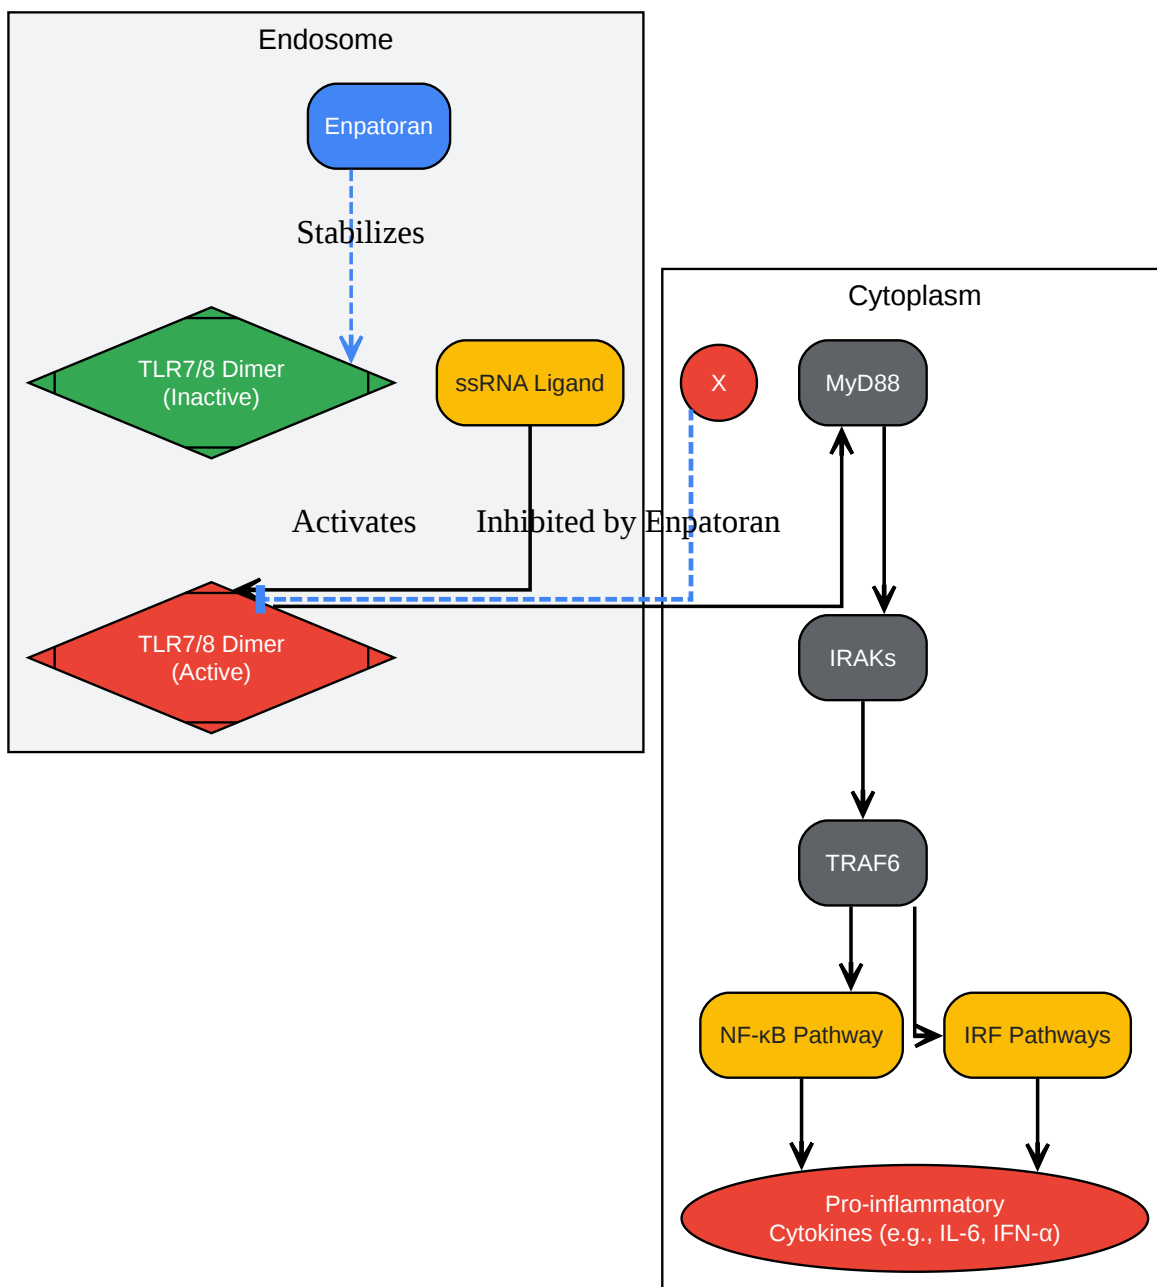 Endosome
Enpatoran
Stabilizes
Cytoplasm
TLR7/8 Dimer
(Inactive)
ssRNA Ligand
X
MyD88
Activates
Inhibited by Enpatoran
TLR7/8 Dimer
(Active)
IRAKs
TRAF6
NF-κB Pathway
IRF Pathways
Pro-inflammatory
Cytokines (e.g., IL-6, IFN-α)